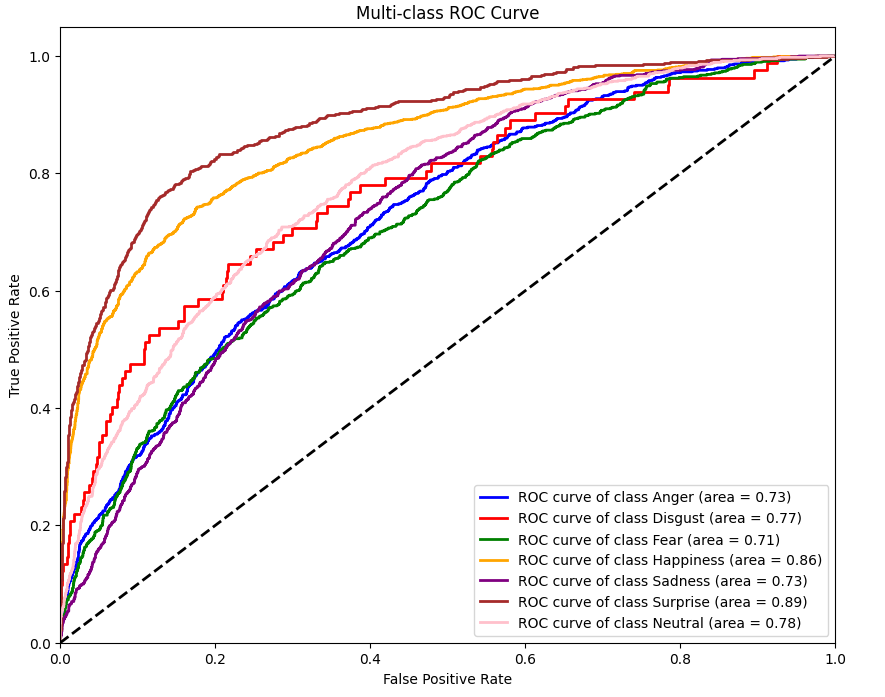 Multi-class ROC Curve
True Positive Rate
1.0
0.8
0.6
0.4
0.2
0.0
ROC curve of class Anger (area = 0.73)
ROC curve of class Disgust (area = 0.77)
ROC curve of class Fear (area = 0.71)
ROC curve of class Happiness (area = 0.86)
ROC curve of class Sadness (area = 0.73)
ROC curve of class Surprise (area = 0.89)
ROC curve of class Neutral (area = 0.78)
0.0 0.2 0.4 0.6 0.8 1.0
False Positive Rate